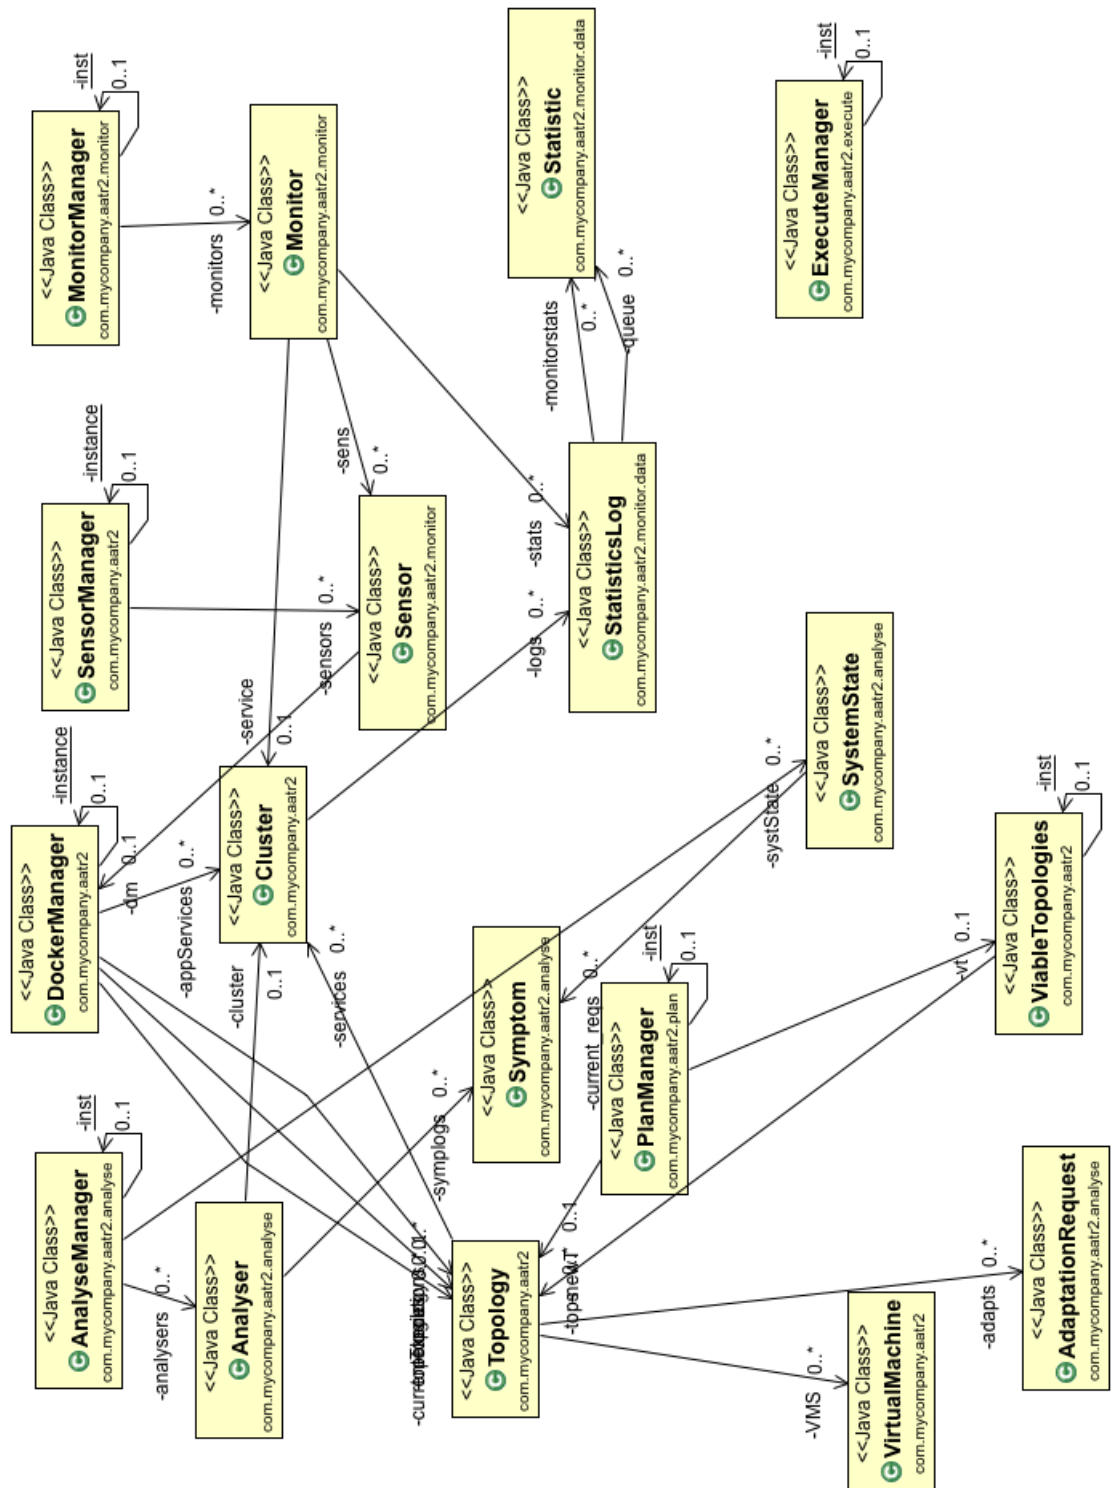 <<Java Class>>
MonitorManager
com.mycompany.aatr2.monitor
-inst
0..1
-monitors
0..*
<<Java Class>>
Monitor
com.mycompany.aatr2.monitor
<<Java Class>>
Statistic
com.mycompany.aatr2.monitor.data
<<Java Class>>
ExecuteManager
com.mycompany.aatr2.execute
-inst
0..1
-monitorstats
0..*
-queue
0..*
<<Java Class>>
SensorManager
com.mycompany.aatr2
-instance
0..1
-sensors
0..*
-sens
0..*
<<Java Class>>
Sensor
com.mycompany.aatr2.monitor
-stats
0..*
-logs
0..*
<<Java Class>>
StatisticsLog
com.mycompany.aatr2.monitor.data
<<Java Class>>
DockerManager
com.mycompany.aatr2
-instance
0..1
-dm
0..1
-appServices
0..*
-service
0..1
<<Java Class>>
Cluster
com.mycompany.aatr2
-cluster
0..1
-services
0..*
<<Java Class>>
SystemState
com.mycompany.aatr2.analyse
-systState
0..*
<<Java Class>>
Symptom
com.mycompany.aatr2.analyse
-symplogs
0..*
-current_reqs
0..*
<<Java Class>>
PlanManager
com.mycompany.aatr2.plan
-inst
0..1
-vt
0..1
<<Java Class>>
ViableTopologies
com.mycompany.aatr2
-inst
0..1
<<Java Class>>
AnalyseManager
com.mycompany.aatr2.analyse
-inst
0..1
-analysers
0..*
<<Java Class>>
Analyser
com.mycompany.aatr2.analyse
<<Java Class>>
Topology
com.mycompany.aatr2
0..1
-VMS
0..*
<<Java Class>>
VirtualMachine
com.mycompany.aatr2
-adapts
0..*
<<Java Class>>
AdaptationRequest
com.mycompany.aatr2.analyse